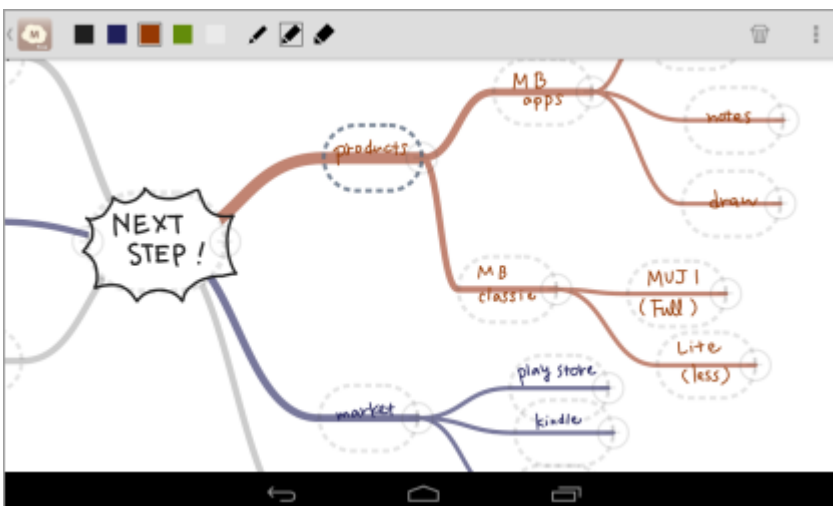 M
NEXT
STEP!
products
MB
apps
notes
draw
MB
classic
MUJI
(Full)
Lite
(less)
market
play store
kindle